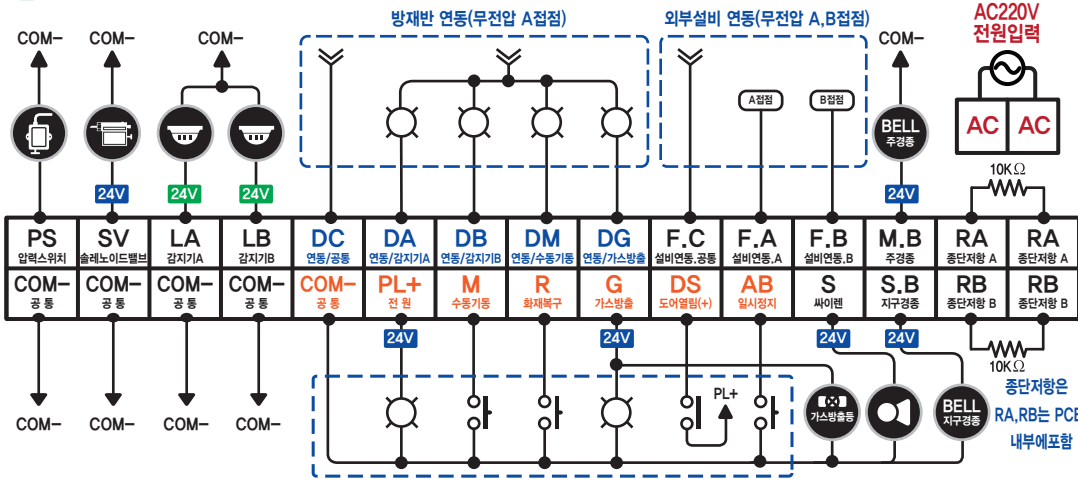 방재반 연동(무전압 A접점)
외부설비 연동(무전압 A,B접점)
AC220V
전원입력
COM-
COM-
COM-
COM-
A접점
B접점
BELL
주경종
AC
AC
10KΩ
24V
24V
24V
24V
PS
압력스위치
SV
솔레노이드밸브
LA
감지기A
LB
감지기B
DC
연동/공통
DA
연동/감지기A
DB
연동/감지기B
DM
연동/수동기동
DG
연동/가스방출
F.C
설비연동.공통
F.A
설비연동.A
F.B
설비연동.B
M.B
주경종
RA
종단저항 A
RA
종단저항 A
COM-
공 통
COM-
공 통
COM-
공 통
COM-
공 통
COM-
공 통
PL+
전 원
M
수동기동
R
화재복구
G
가스방출
DS
도어열림(+)
AB
일시정지
S
싸이렌
S.B
지구경종
RB
종단저항 B
RB
종단저항 B
24V
24V
24V
24V
10KΩ
PL+
가스방출등
BELL
지구경종
종단저항은
RA,RB는 PCB
내부에포함
COM-
COM-
COM-
COM-